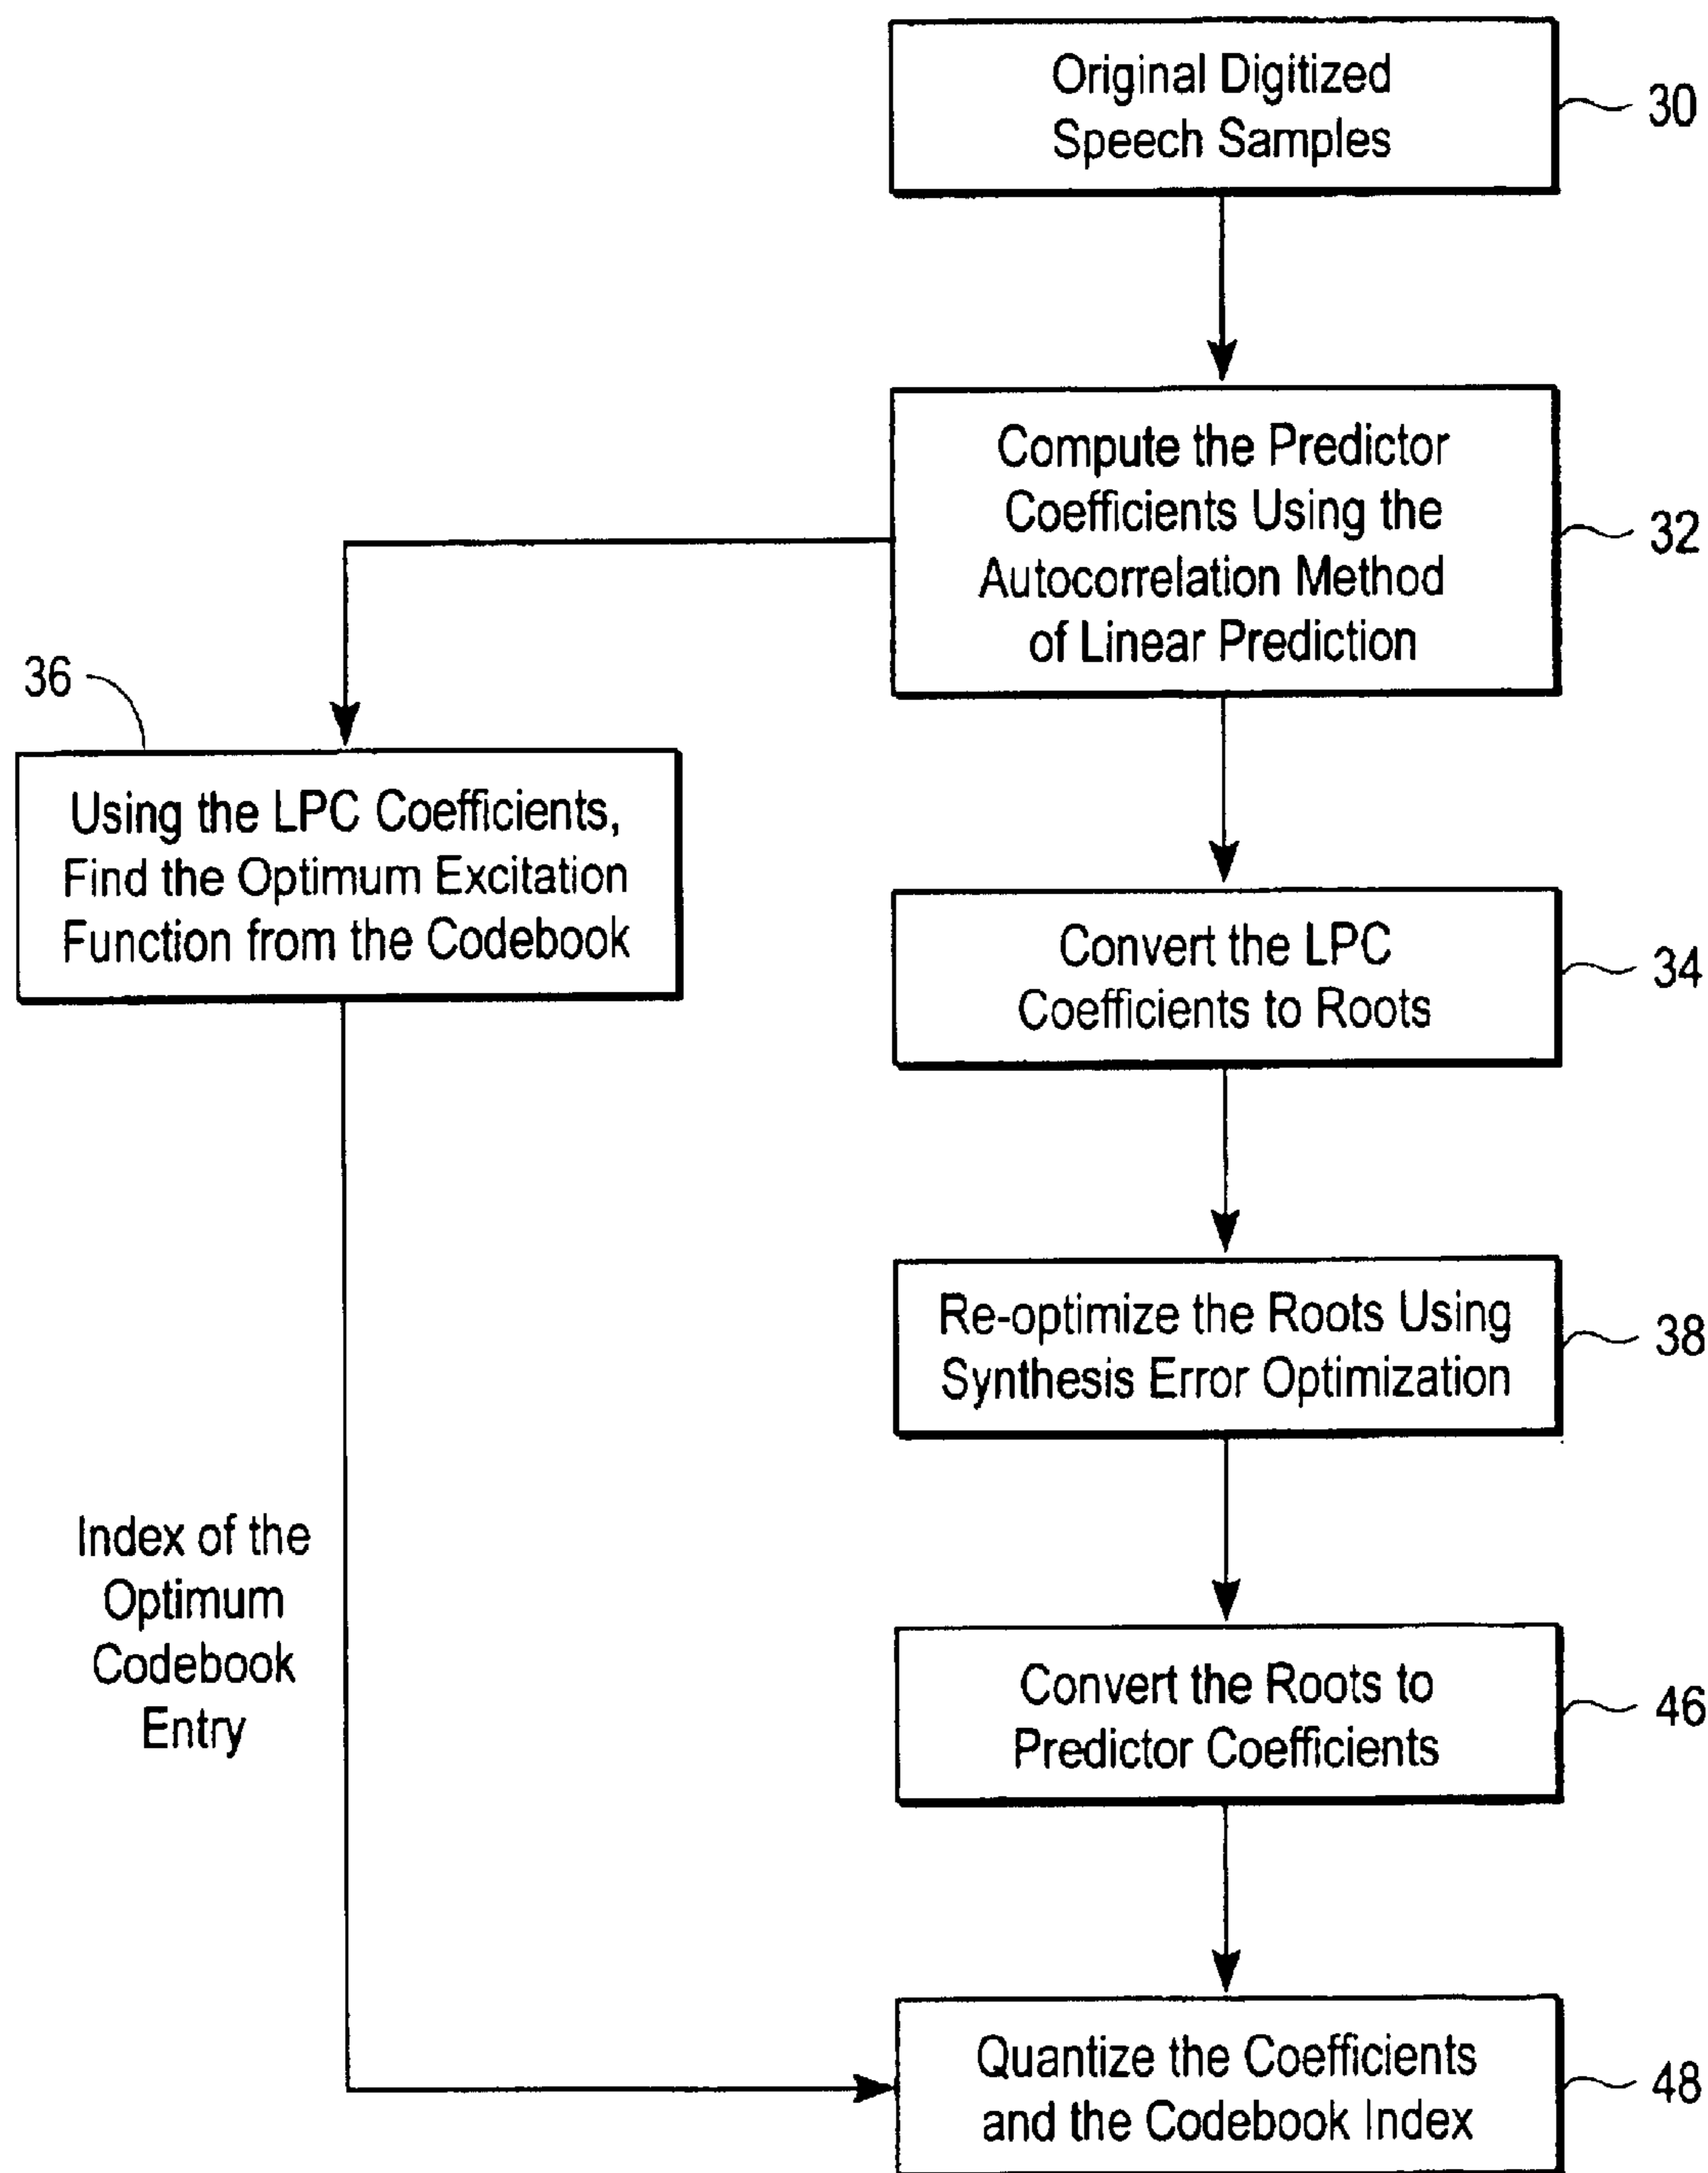 Original Digitized
Speech Samples
30
Compute the Predictor
Coefficients Using the
Autocorrelation Method
of Linear Prediction
32
36
Using the LPC Coefficients,
Find the Optimum Excitation
Function from the Codebook
Convert the LPC
Coefficients to Roots
34
Re-optimize the Roots Using
Synthesis Error Optimization
38
Index of the
Optimum
Codebook
Entry
Convert the Roots to
Predictor Coefficients
46
Quantize the Coefficients
and the Codebook Index
48